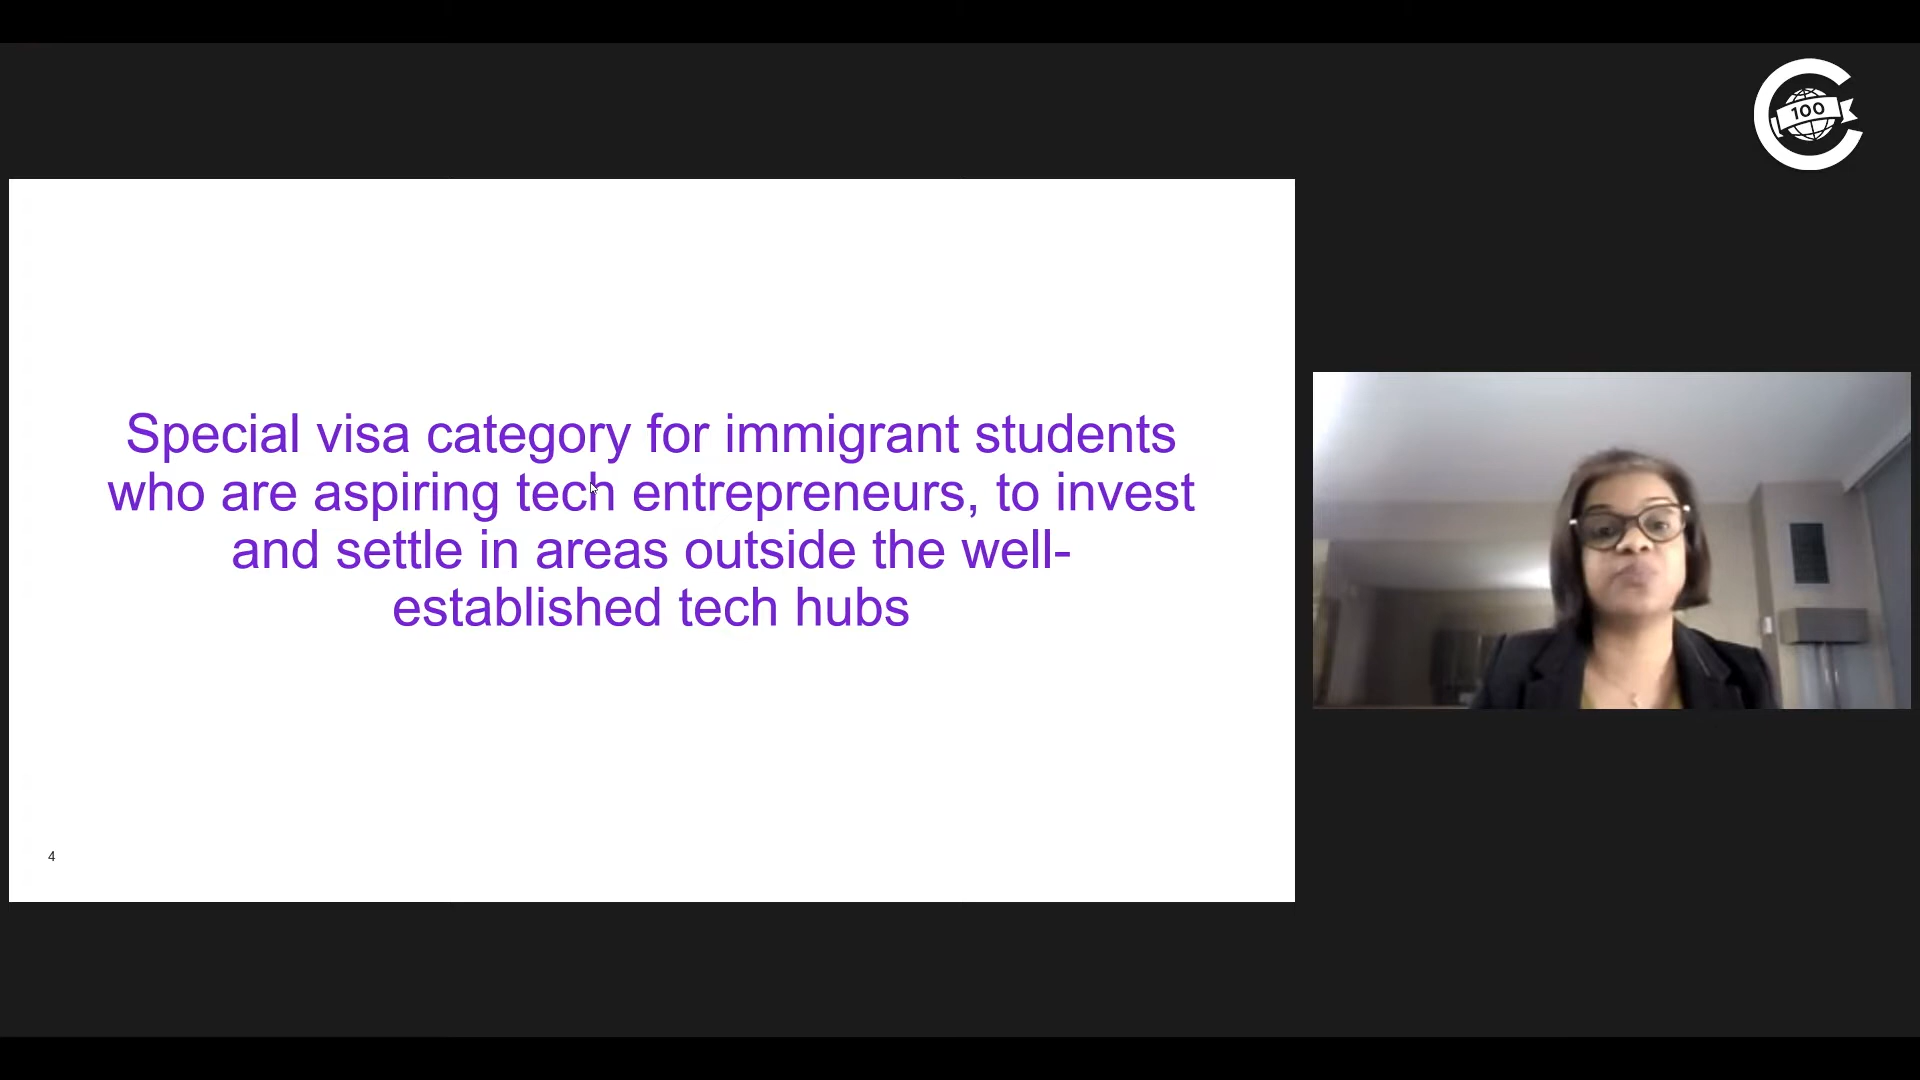 100
Special visa category for immigrant students
who are aspiring tech entrepreneurs, to invest
and settle in areas outside the well-
established tech hubs
4